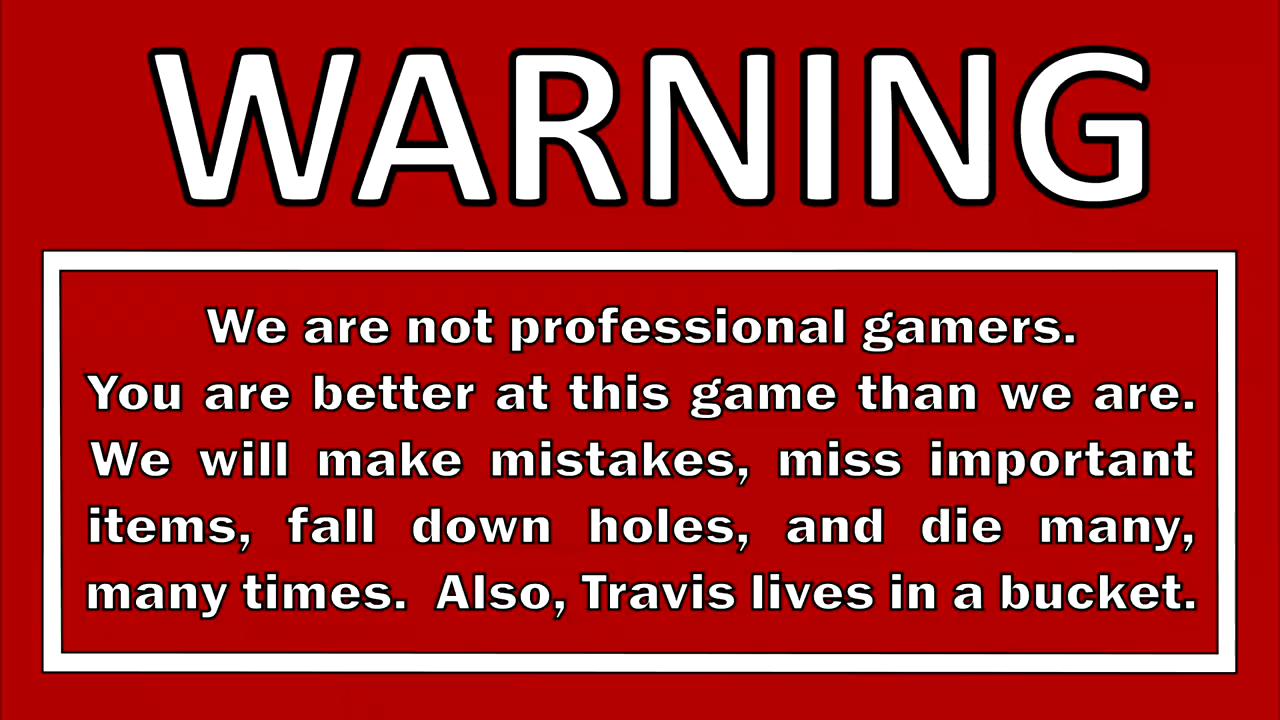 WARNING
We are not professional gamers.
You are better at this game than we are.
We will make mistakes, miss important
items, fall down holes, and die many,
many times.  Also, Travis lives in a bucket.